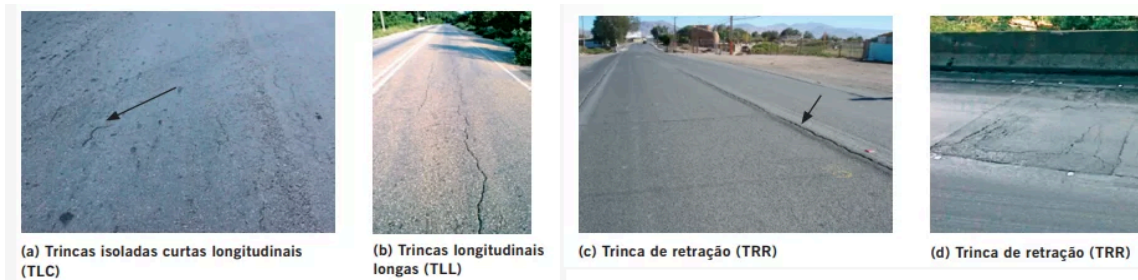 (a) Trincas isoladas curtas longitudinais
(TLC)
(b) Trincas longitudinais
longas (TLL)
(c) Trinca de retração (TRR)
(d) Trinca de retração (TRR)